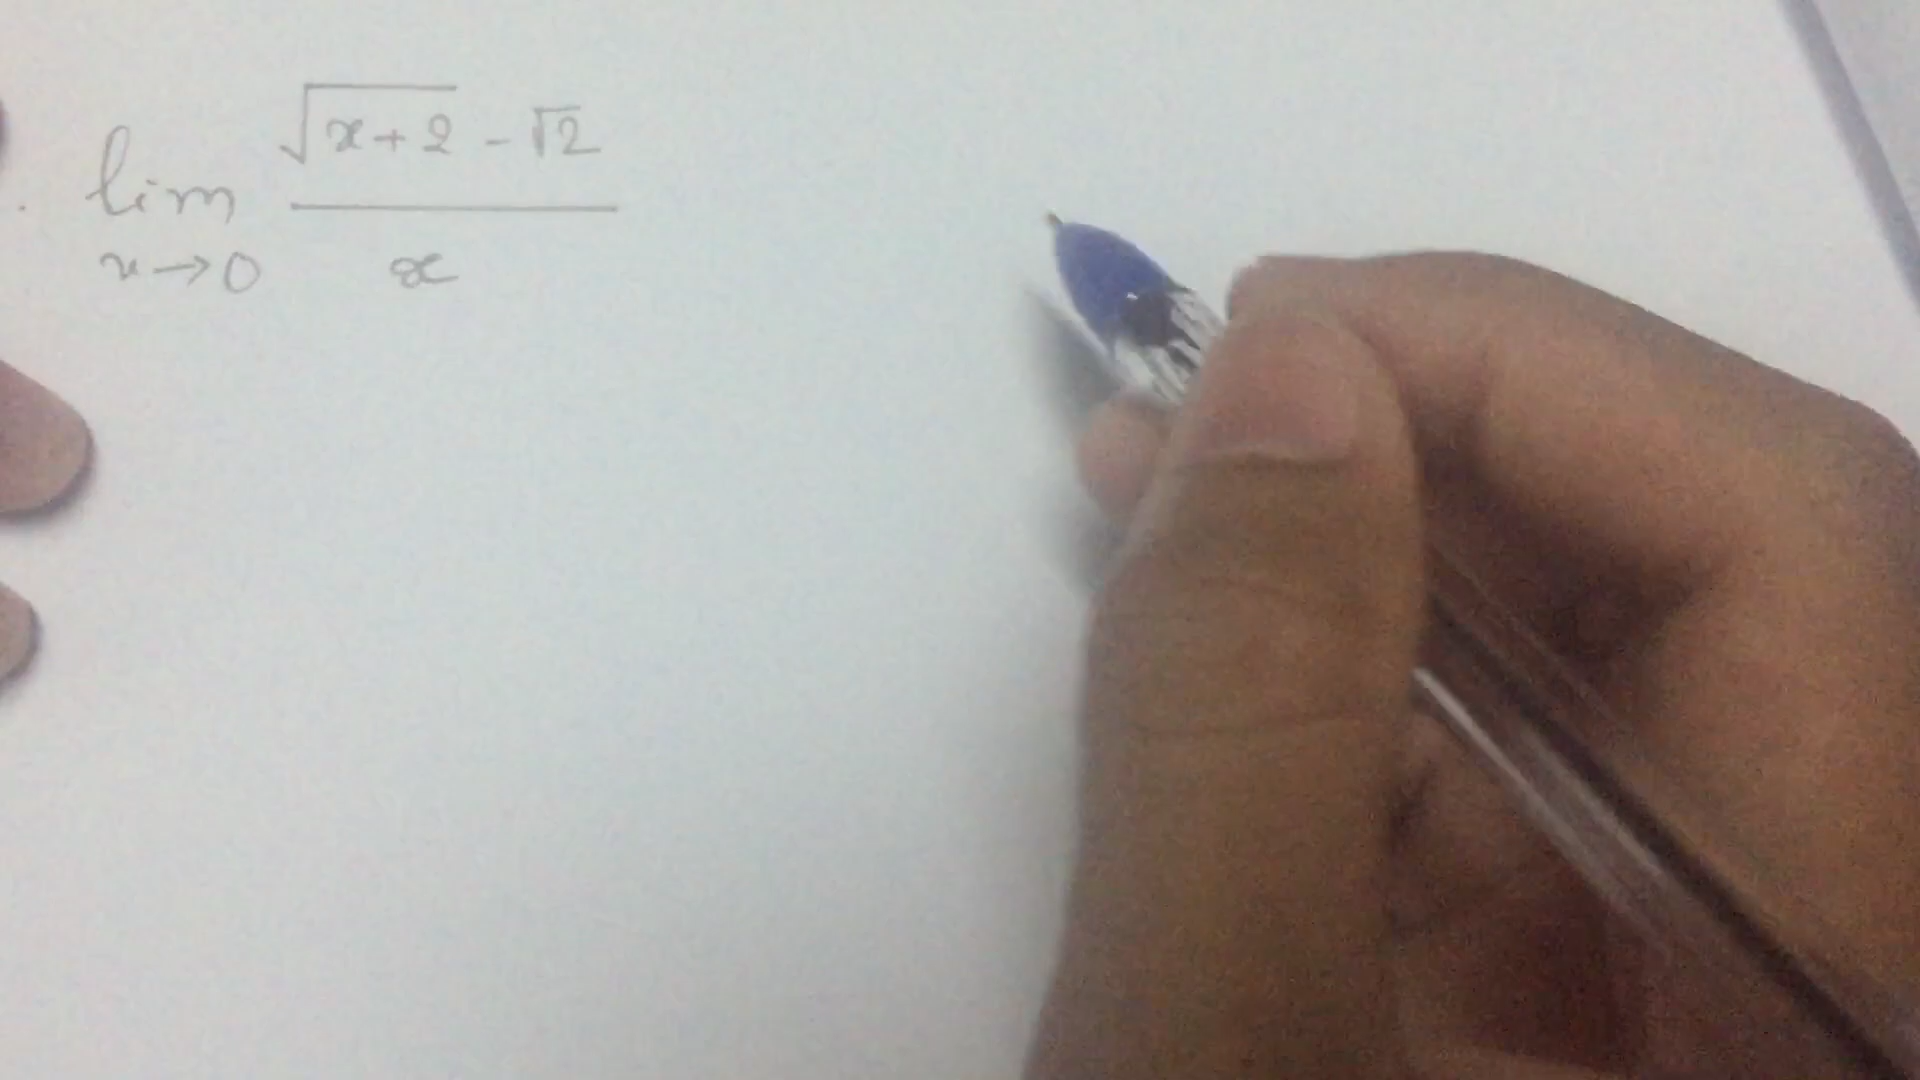 lim √(x+2) - √2 / x
x→0